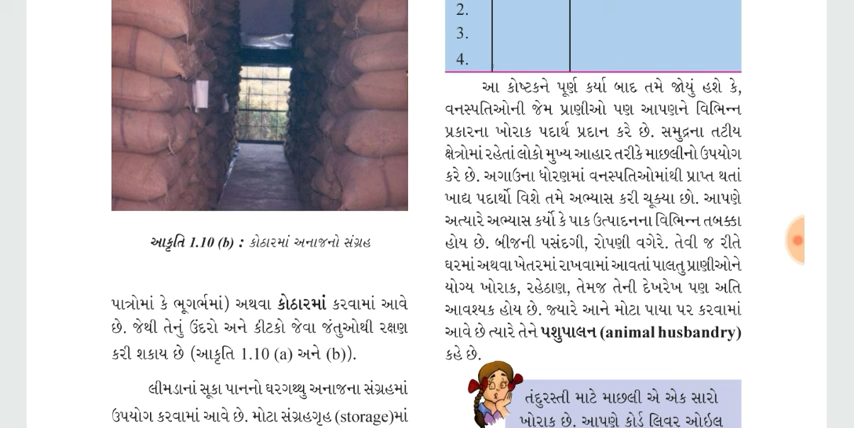 આકૃતિ 1.10 (b) : કોઠારમાં અનાજનો સંગ્રહ
પાત્રોમાં કે ભૂગર્ભમાં) અથવા કોઠારમાં કરવામાં આવે
છે. જેથી તેનું ઉંદરો અને કીટકો જેવા જંતુઓથી રક્ષણ
કરી શકાય છે (આકૃતિ 1.10 (a) અને (b)).
લીમડાનાં સૂકા પાનનો ઘરગથ્થુ અનાજના સંગ્રહમાં
ઉપયોગ કરવામાં આવે છે. મોટા સંગ્રહગૃહ (storage)માં
2.
3.
4.
આ કોષ્ટકને પૂર્ણ કર્યા બાદ તમે જોયું હશે કે,
વનસ્પતિઓની જેમ પ્રાણીઓ પણ આપણને વિભિન્ન
પ્રકારના ખોરાક પદાર્થ પ્રદાન કરે છે. સમુદ્રના તટીય
ક્ષેત્રોમાં રહેતાં લોકો મુખ્ય આહાર તરીકે માછલીનો ઉપયોગ
કરે છે. અગાઉના ધોરણમાં વનસ્પતિઓમાંથી પ્રાપ્ત થતાં
ખાદ્ય પદાર્થો વિશે તમે અભ્યાસ કરી ચૂક્યા છો. આપણે
અત્યારે અભ્યાસ કર્યો કે પાક ઉત્પાદનના વિભિન્ન તબક્કા
હોય છે. બીજની પસંદગી, રોપણી વગેરે. તેવી જ રીતે
ઘરમાં અથવા ખેતરમાં રાખવામાં આવતાં પાલતુ પ્રાણીઓને
યોગ્ય ખોરાક, રહેઠાણ, તેમજ તેની દેખરેખ પણ અતિ
આવશ્યક હોય છે. જ્યારે આને મોટા પાયા પર કરવામાં
આવે છે ત્યારે તેને પશુપાલન (animal husbandry)
કહે છે.
તંદુરસ્તી માટે માછલી એ એક સારો
ખોરાક છે. આપણે કોર્ડ લિવર ઓઇલ